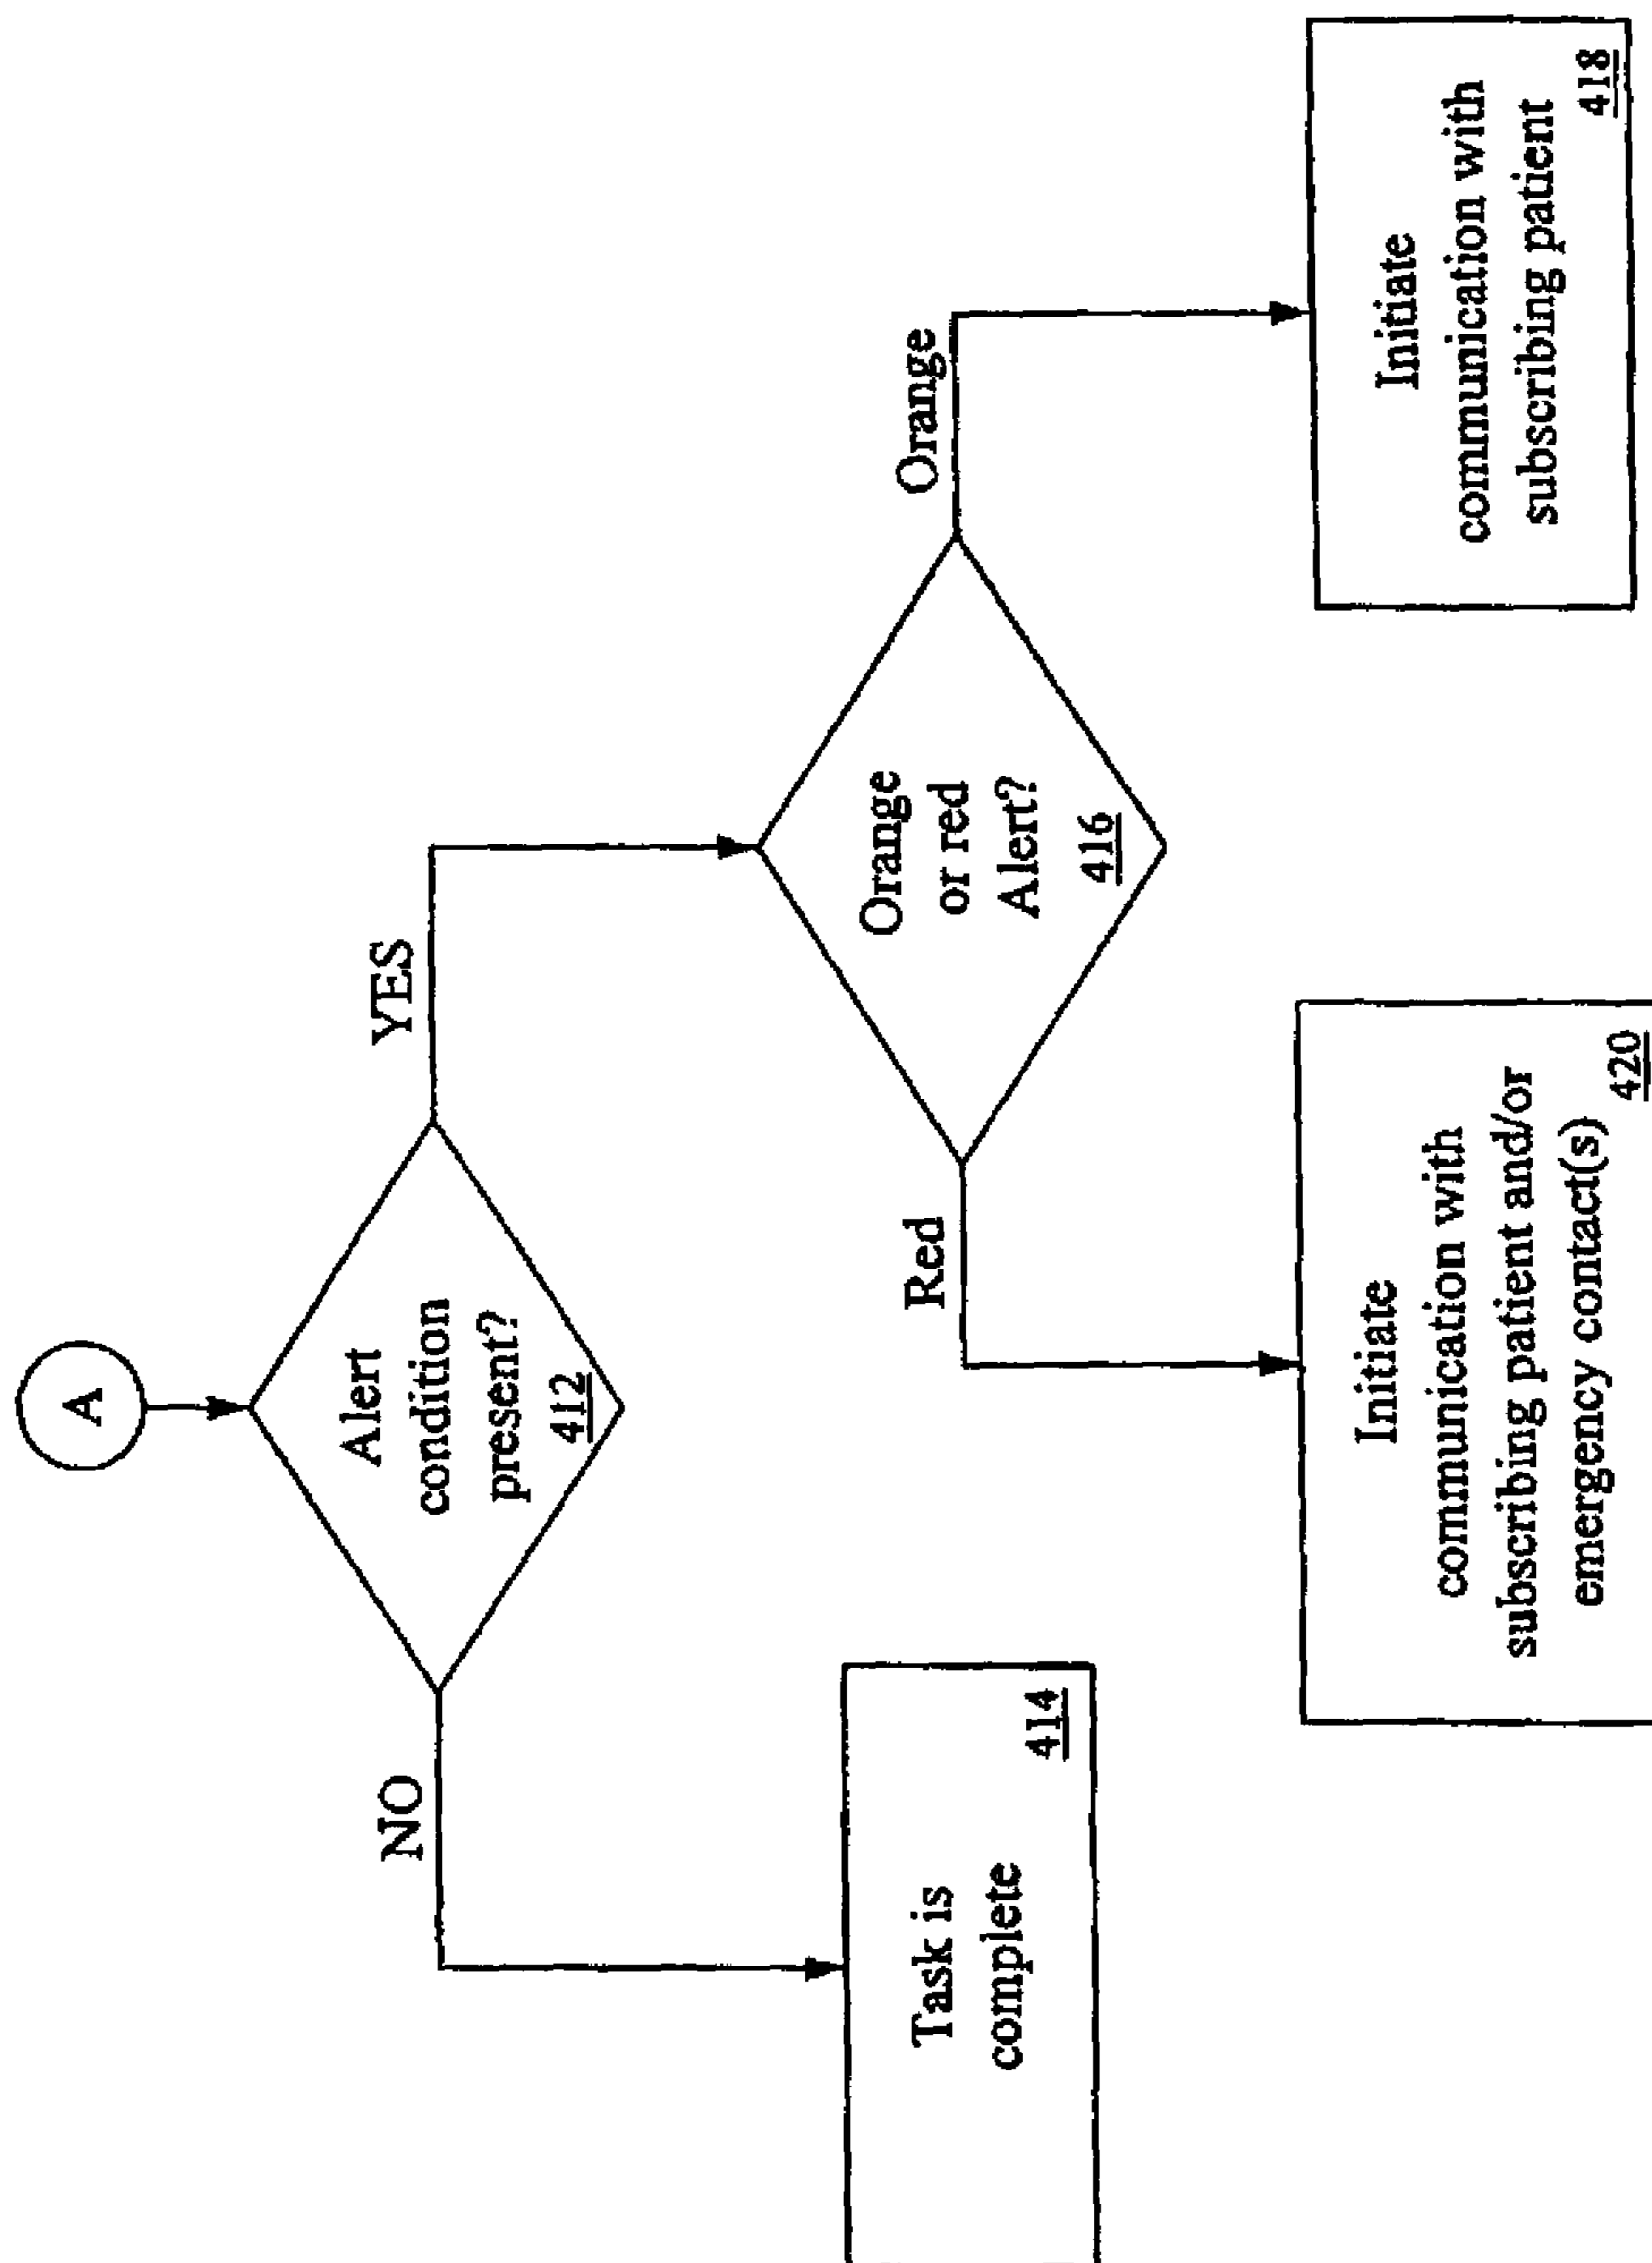 A
Alert
condition
present?
412
NO
YES
Task is
complete
414
Orange
or red
Alert?
416
Red
Orange
Initiate
communication with
subscribing patient and/or
emergency contact(s)
420
Initiate
communication with
subscribing patient
418